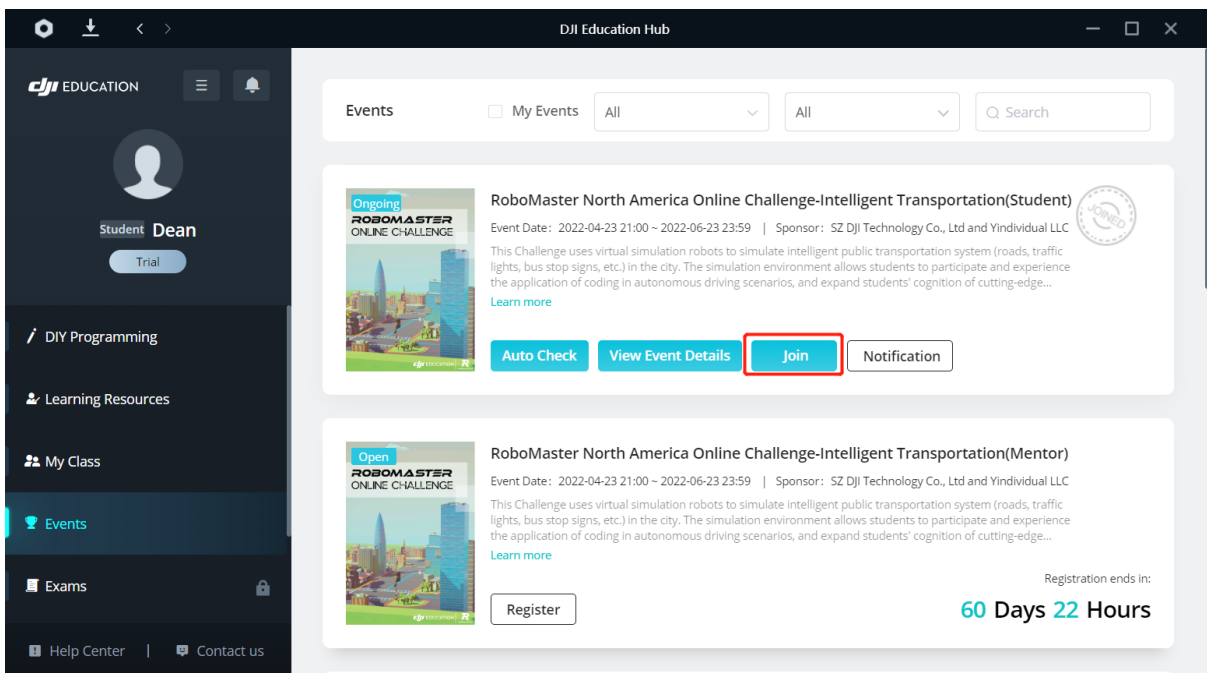 DJI Education Hub
dji EDUCATION
Student Dean
Trial
DIY Programming
Learning Resources
My Class
Events
Exams
Help Center | Contact us
Events My Events All All Search
Ongoing
ROBOMASTER
ONLINE CHALLENGE
dji EDUCATION
RoboMaster North America Online Challenge-Intelligent Transportation(Student)
JOINED
Event Date: 2022-04-23 21:00 ~ 2022-06-23 23:59 | Sponsor: SZ DJI Technology Co., Ltd and Yindividual LLC
This Challenge uses virtual simulation robots to simulate intelligent public transportation system (roads, traffic
lights, bus stop signs, etc.) in the city. The simulation environment allows students to participate and experience
the application of coding in autonomous driving scenarios, and expand students' cognition of cutting-edge...
Learn more
Auto Check View Event Details Join Notification
Open
ROBOMASTER
ONLINE CHALLENGE
dji EDUCATION
RoboMaster North America Online Challenge-Intelligent Transportation(Mentor)
Event Date: 2022-04-23 21:00 ~ 2022-06-23 23:59 | Sponsor: SZ DJI Technology Co., Ltd and Yindividual LLC
This Challenge uses virtual simulation robots to simulate intelligent public transportation system (roads, traffic
lights, bus stop signs, etc.) in the city. The simulation environment allows students to participate and experience
the application of coding in autonomous driving scenarios, and expand students' cognition of cutting-edge...
Learn more
Registration ends in:
Register
60 Days 22 Hours